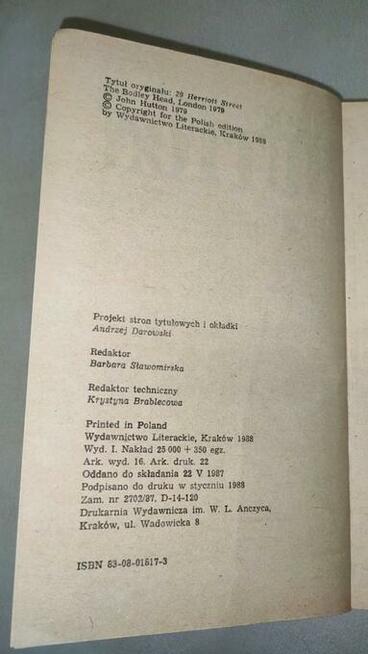 Tytuł oryginału: 29 Herriott Street
The Bodley Head, London 1979
© John Hutton 1979
© Copyright for the Polish edition
by Wydawnictwo Literackie, Kraków 1988
Projekt stron tytułowych i okładki
Andrzej Darowski
Redaktor
Barbara Sławomirska
Redaktor techniczny
Krystyna Brablecowa
Printed in Poland
Wydawnictwo Literackie, Kraków 1988
Wyd. I. Nakład 25 000 + 350 egz.
Ark. wyd. 16. Ark. druk. 22
Oddano do składania 22 V 1987
Podpisano do druku w styczniu 1988
Zam. nr 2702/87, D-14-120
Drukarnia Wydawnicza im. W. L. Anczyca,
Kraków, ul. Wadowicka 8
ISBN 83-08-01617-3